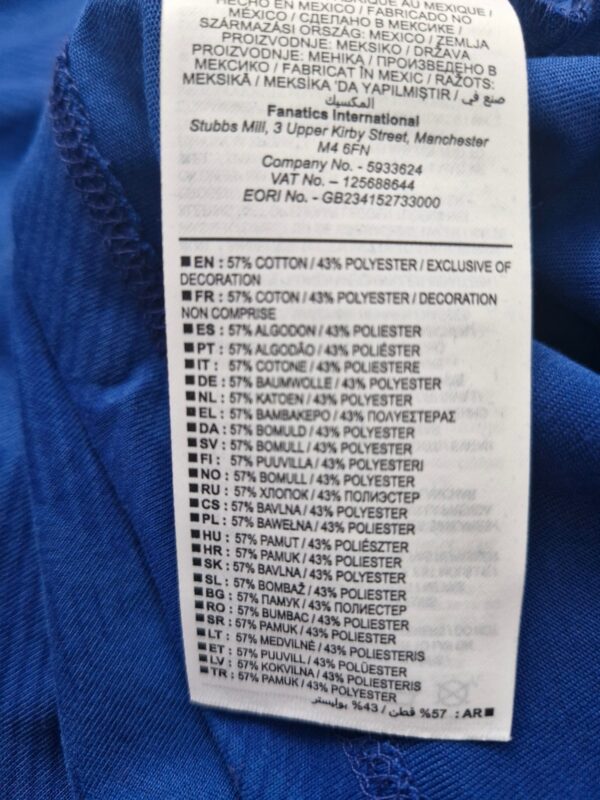 MEXICO / FABRICADO NO
HECHO EN MEXICO /
MÉXICO / СДЕЛАНО В МЕКСИКЕ /
SZÁRMAZÁSI ORSZÁG: MEXICO / ZEMLJA
PROIZVODNJE: MEKSIKO / DRŽAVA
PROIZVODNJE: МЕНІКА / ПРОИЗВЕДЕНО В
МЕКСИКО / FABRICAT ÎN MEXIC / RAŽOTS:
MEKSIKĀ / MEKSİKA 'DA YAPILMIŞTIR / صنع في
المكسيك
Fanatics International
Stubbs Mill, 3 Upper Kirby Street, Manchester
M4 6FN
Company No. - 5933624
VAT No. – 125688644
EORI No. - GB234152733000
■ EN : 57% COTTON / 43% POLYESTER / EXCLUSIVE OF
DECORATION
■ FR : 57% COTON / 43% POLYESTER / DECORATION
NON COMPRISE
■ ES : 57% ALGODON / 43% POLIÉSTER
■ PT : 57% ALGODÃO / 43% POLIÉSTER
■ IT : 57% COTONE / 43% POLIESTERE
■ DE : 57% BAUMWOLLE / 43% POLYESTER
■ NL : 57% KATOEN / 43% POLYESTER
■ EL : 57% ΒΑΜΒΑΚΕΡΟ / 43% ΠΟΛΥΕΣΤΕΡΑΣ
■ DA : 57% BOMULD / 43% POLYESTER
■ SV : 57% BOMULL / 43% POLYESTER
■ FI : 57% PUUVILLA / 43% POLYESTERI
■ NO : 57% BOMULL / 43% POLYESTER
■ RU : 57% ХЛОПОК / 43% ПОЛИЭСТЕР
■ CS : 57% BAVLNA / 43% POLYESTER
■ PL : 57% BAWEŁNA / 43% POLIESTER
■ HU : 57% PAMUT / 43% POLIÉSZTER
■ HR : 57% PAMUK / 43% POLIESTER
■ SK : 57% BAVLNA / 43% POLYESTER
■ SL : 57% BOMBAŽ / 43% POLIESTER
■ BG : 57% ПАМУК / 43% ПОЛИЕСТЕР
■ RO : 57% BUMBAC / 43% POLIESTER
■ SR : 57% PAMUK / 43% POLIESTER
■ LT : 57% MEDVILNĖ / 43% POLIESTERIS
■ ET : 57% PUUVILL / 43% POLÜESTER
■ LV : 57% KOKVILNA / 43% POLIESTERIS
■ TR : 57% PAMUK / 43% POLYESTER
■ AR : 57% قطن / 43% بوليستر